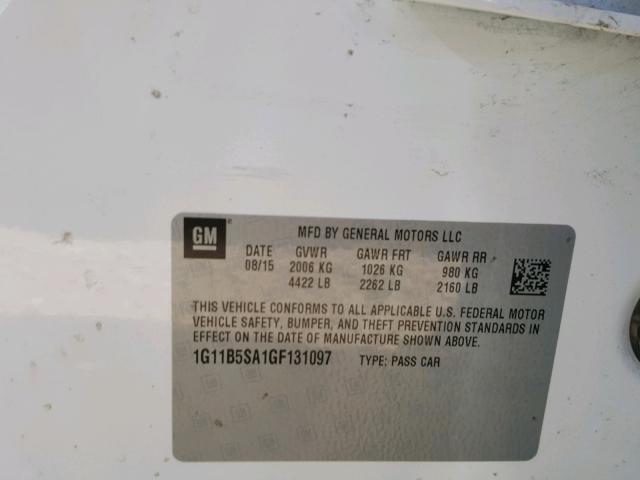 GM
MFD BY GENERAL MOTORS LLC
DATE GVWR GAWR FRT GAWR RR
08/15 2006 KG 1026 KG 980 KG
4422 LB 2262 LB 2160 LB
THIS VEHICLE CONFORMS TO ALL APPLICABLE U.S. FEDERAL MOTOR
VEHICLE SAFETY, BUMPER, AND THEFT PREVENTION STANDARDS IN
EFFECT ON THE DATE OF MANUFACTURE SHOWN ABOVE.
1G11B5SA1GF131097 TYPE: PASS CAR